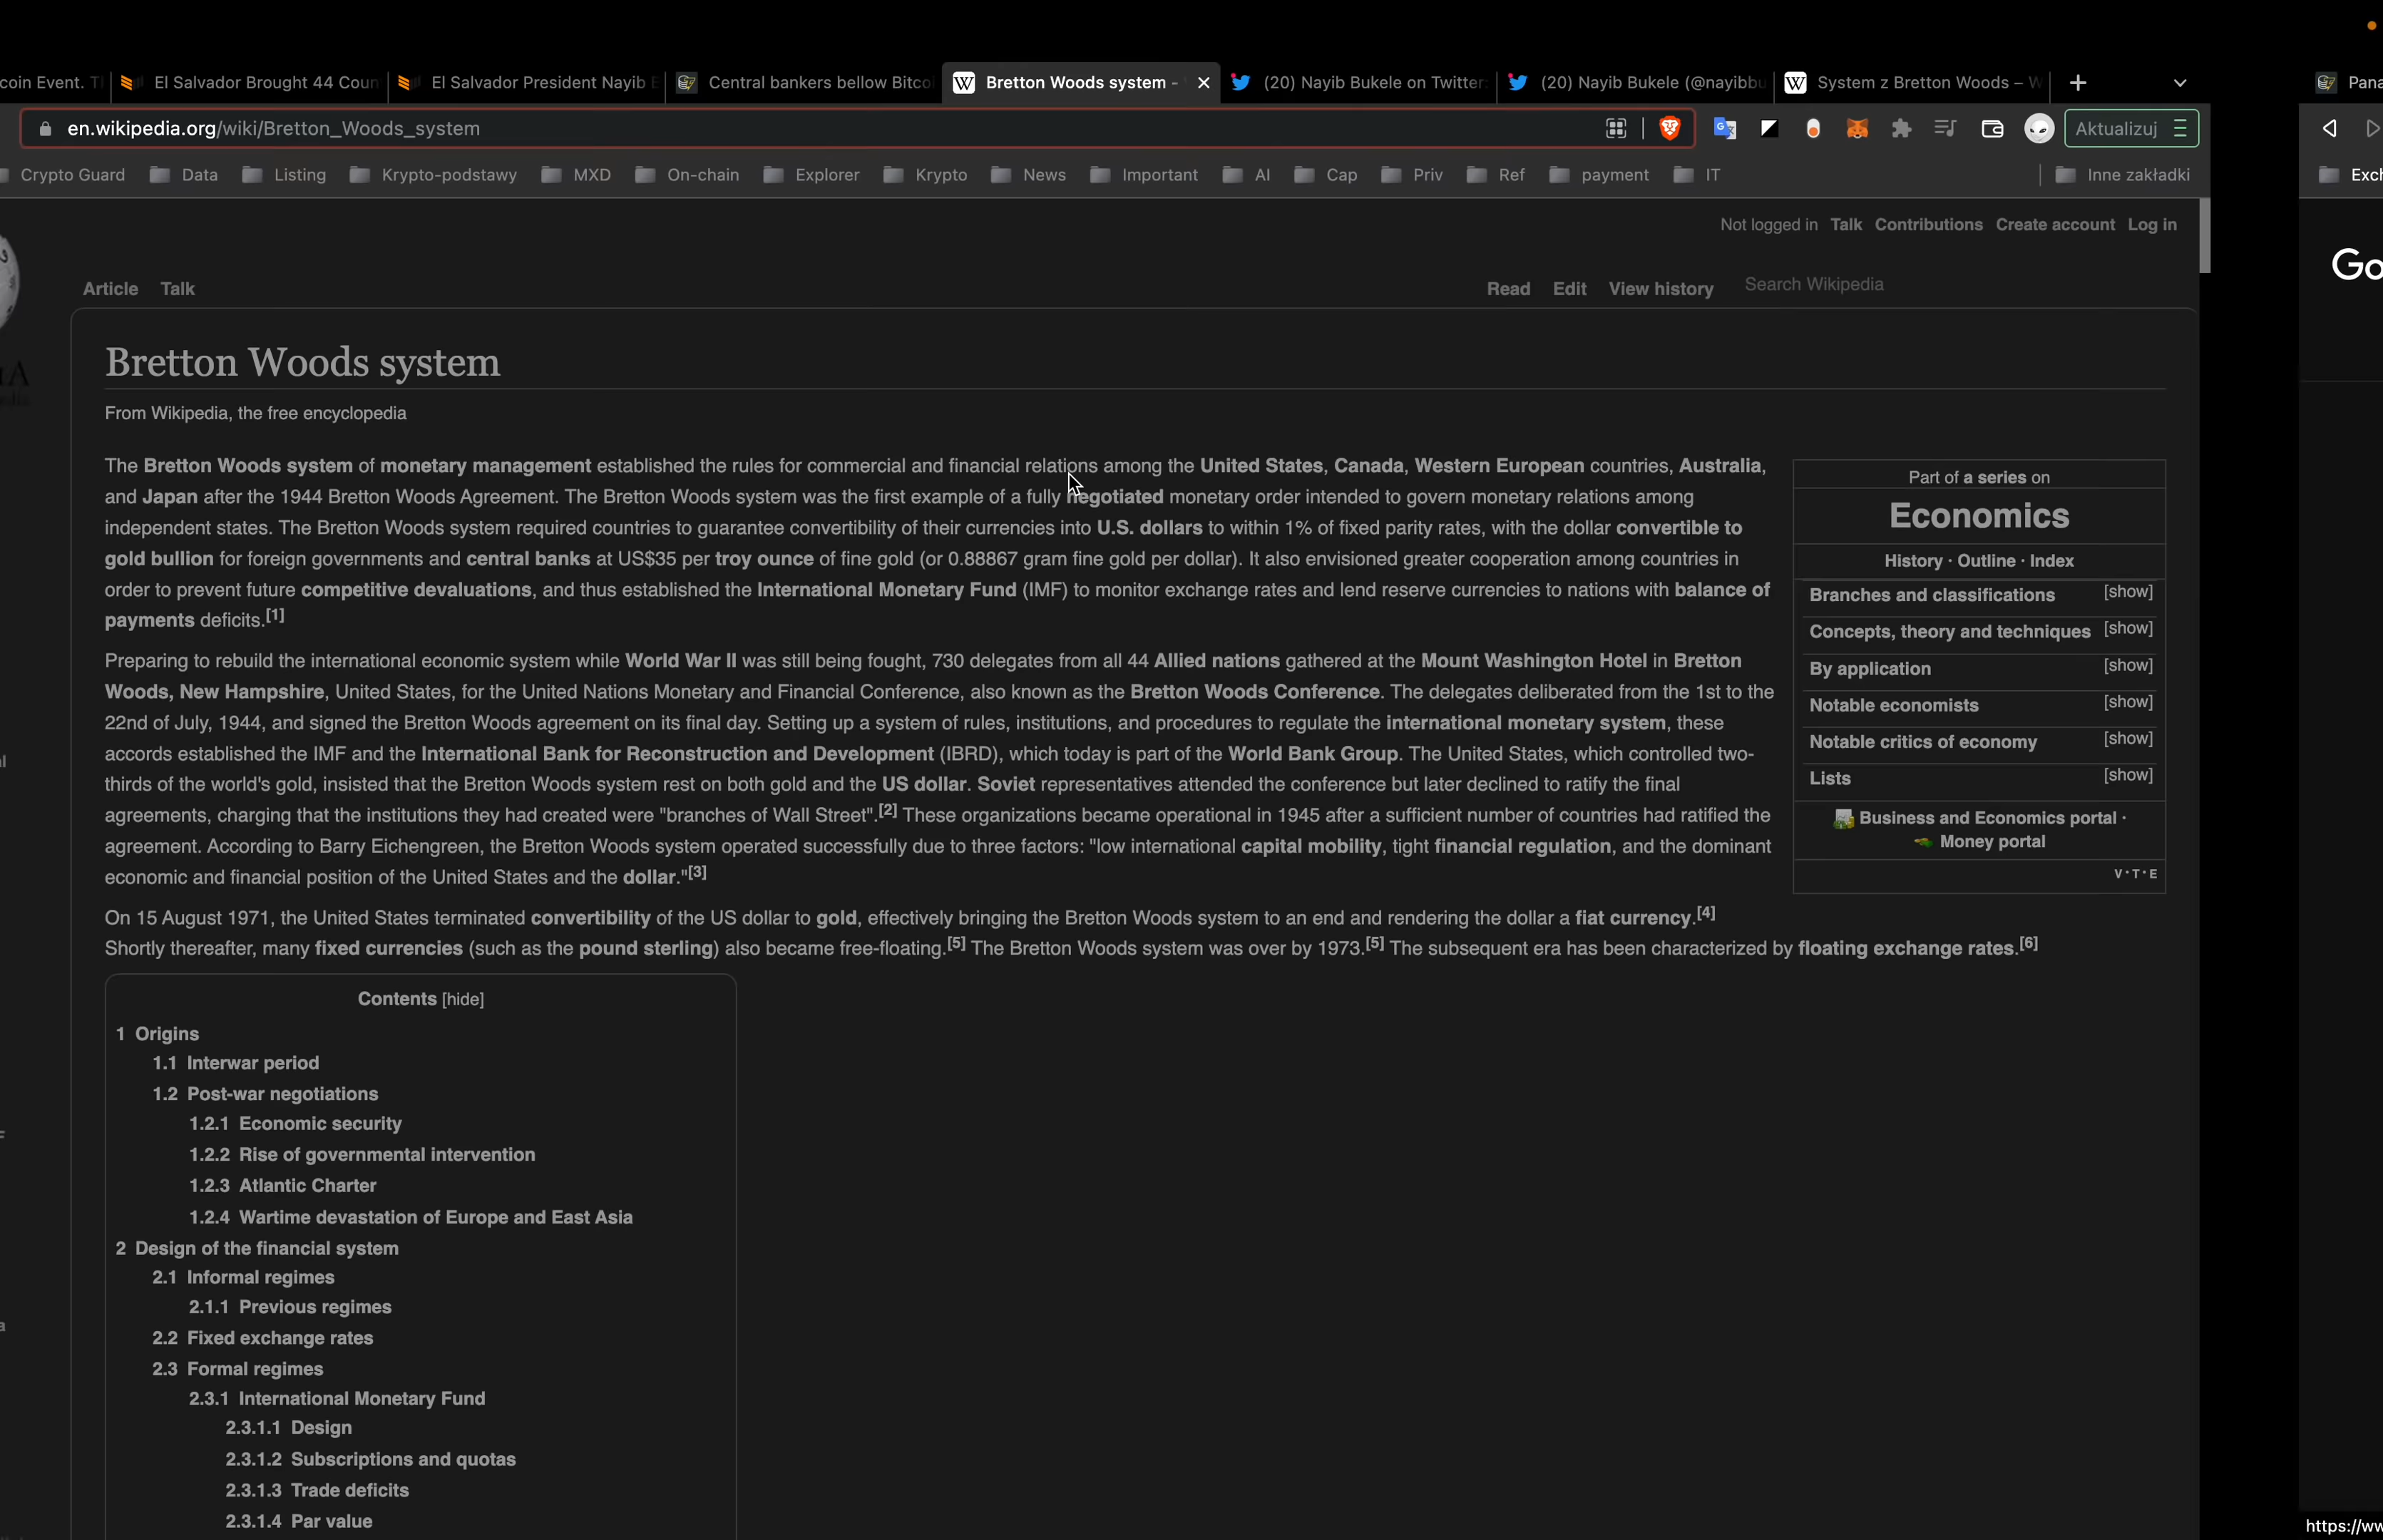 coin Event. T
El Salvador Brought 44 Coun
El Salvador President Nayib E
Central bankers bellow Bitco
Bretton Woods system -
(20) Nayib Bukele on Twitter:
(20) Nayib Bukele (@nayibbu
System z Bretton Woods – W
Pana
en.wikipedia.org/wiki/Bretton_Woods_system
Aktualizuj
Crypto Guard
Data
Listing
Krypto-podstawy
MXD
On-chain
Explorer
Krypto
News
Important
AI
Cap
Priv
Ref
payment
IT
Inne zakładki
Exch
Not logged in Talk Contributions Create account Log in
Go
Article Talk
Read Edit View history Search Wikipedia
Bretton Woods system
From Wikipedia, the free encyclopedia
The Bretton Woods system of monetary management established the rules for commercial and financial relations among the United States, Canada, Western European countries, Australia,
and Japan after the 1944 Bretton Woods Agreement. The Bretton Woods system was the first example of a fully negotiated monetary order intended to govern monetary relations among
independent states. The Bretton Woods system required countries to guarantee convertibility of their currencies into U.S. dollars to within 1% of fixed parity rates, with the dollar convertible to
gold bullion for foreign governments and central banks at US$35 per troy ounce of fine gold (or 0.88867 gram fine gold per dollar). It also envisioned greater cooperation among countries in
order to prevent future competitive devaluations, and thus established the International Monetary Fund (IMF) to monitor exchange rates and lend reserve currencies to nations with balance of
payments deficits.[1]
Preparing to rebuild the international economic system while World War II was still being fought, 730 delegates from all 44 Allied nations gathered at the Mount Washington Hotel in Bretton
Woods, New Hampshire, United States, for the United Nations Monetary and Financial Conference, also known as the Bretton Woods Conference. The delegates deliberated from the 1st to the
22nd of July, 1944, and signed the Bretton Woods agreement on its final day. Setting up a system of rules, institutions, and procedures to regulate the international monetary system, these
accords established the IMF and the International Bank for Reconstruction and Development (IBRD), which today is part of the World Bank Group. The United States, which controlled two-
thirds of the world's gold, insisted that the Bretton Woods system rest on both gold and the US dollar. Soviet representatives attended the conference but later declined to ratify the final
agreements, charging that the institutions they had created were "branches of Wall Street".[2] These organizations became operational in 1945 after a sufficient number of countries had ratified the
agreement. According to Barry Eichengreen, the Bretton Woods system operated successfully due to three factors: "low international capital mobility, tight financial regulation, and the dominant
economic and financial position of the United States and the dollar."[3]
On 15 August 1971, the United States terminated convertibility of the US dollar to gold, effectively bringing the Bretton Woods system to an end and rendering the dollar a fiat currency.[4]
Shortly thereafter, many fixed currencies (such as the pound sterling) also became free-floating.[5] The Bretton Woods system was over by 1973.[5] The subsequent era has been characterized by floating exchange rates.[6]
Part of a series on
Economics
History · Outline · Index
Branches and classifications [show]
Concepts, theory and techniques [show]
By application [show]
Notable economists [show]
Notable critics of economy [show]
Lists [show]
Business and Economics portal ·
Money portal
V·T·E
Contents [hide]
1 Origins
1.1 Interwar period
1.2 Post-war negotiations
1.2.1 Economic security
1.2.2 Rise of governmental intervention
1.2.3 Atlantic Charter
1.2.4 Wartime devastation of Europe and East Asia
2 Design of the financial system
2.1 Informal regimes
2.1.1 Previous regimes
2.2 Fixed exchange rates
2.3 Formal regimes
2.3.1 International Monetary Fund
2.3.1.1 Design
2.3.1.2 Subscriptions and quotas
2.3.1.3 Trade deficits
2.3.1.4 Par value
https://ww